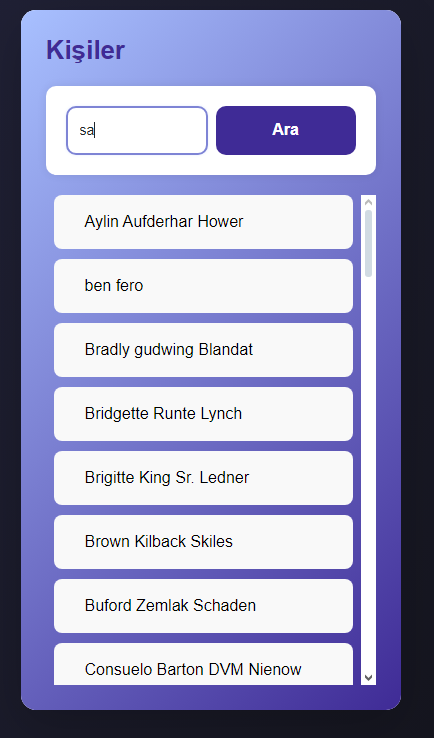 Kişiler
sa
Ara
Aylin Aufderhar Hower
ben fero
Bradly gudwing Blandat
Bridgette Runte Lynch
Brigitte King Sr. Ledner
Brown Kilback Skiles
Buford Zemlak Schaden
Consuelo Barton DVM Nienow